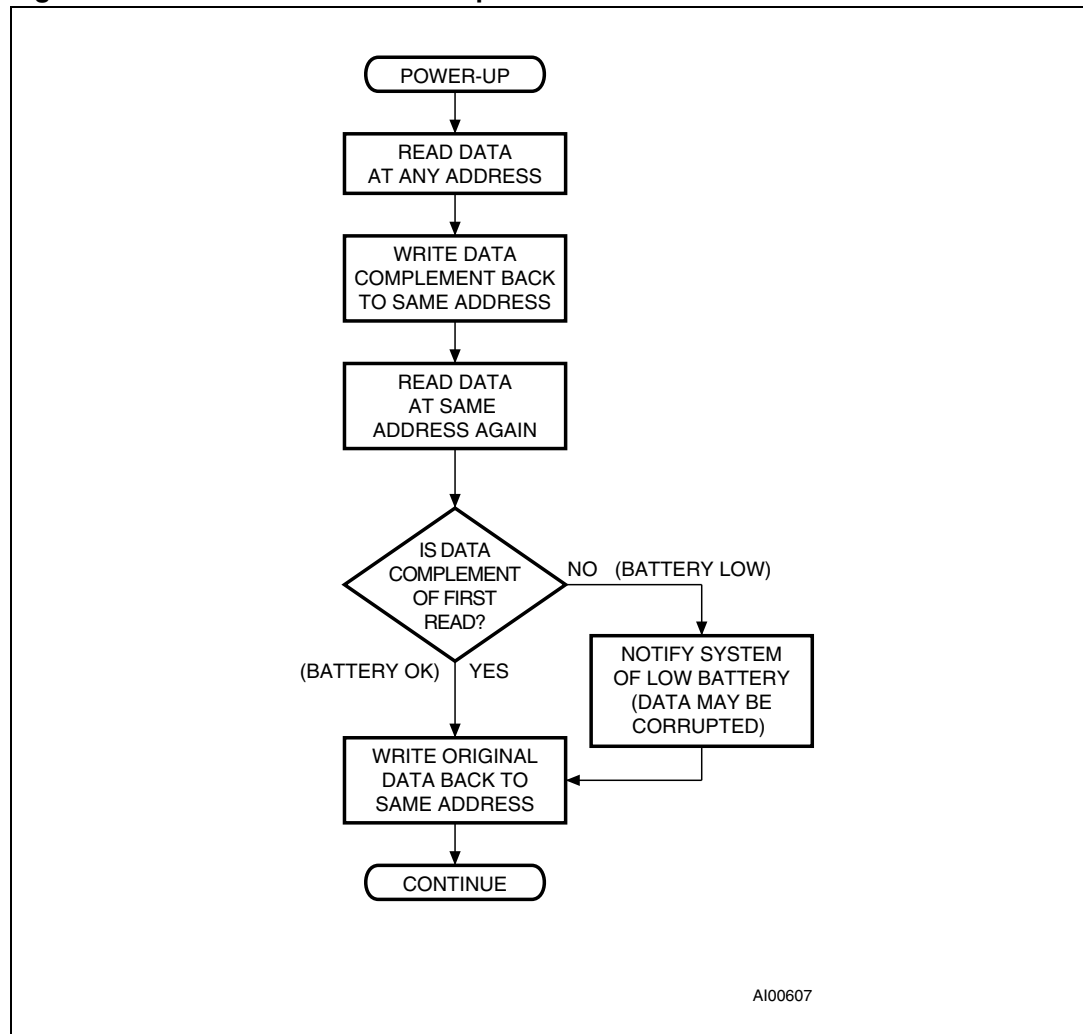 POWER-UP
READ DATA
AT ANY ADDRESS
WRITE DATA
COMPLEMENT BACK
TO SAME ADDRESS
READ DATA
AT SAME
ADDRESS AGAIN
IS DATA
COMPLEMENT
OF FIRST
READ?
NO (BATTERY LOW)
NOTIFY SYSTEM
OF LOW BATTERY
(DATA MAY BE
CORRUPTED)
(BATTERY OK) YES
WRITE ORIGINAL
DATA BACK TO
SAME ADDRESS
CONTINUE
AI00607